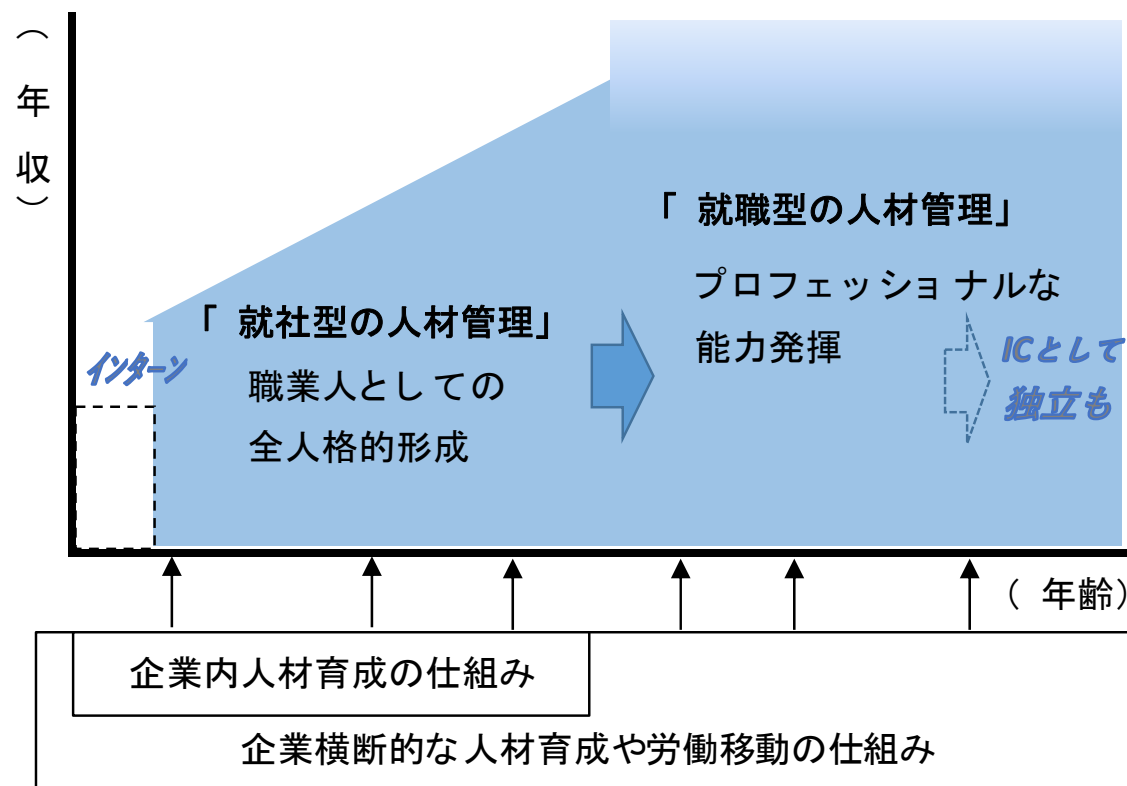 （年収）
「就職型の人材管理」
プロフェッショナルな
能力発揮
「就社型の人材管理」
職業人としての
全人格的形成
インターン
ICとして
独立も
（年齢）
企業内人材育成の仕組み
企業横断的な人材育成や労働移動の仕組み